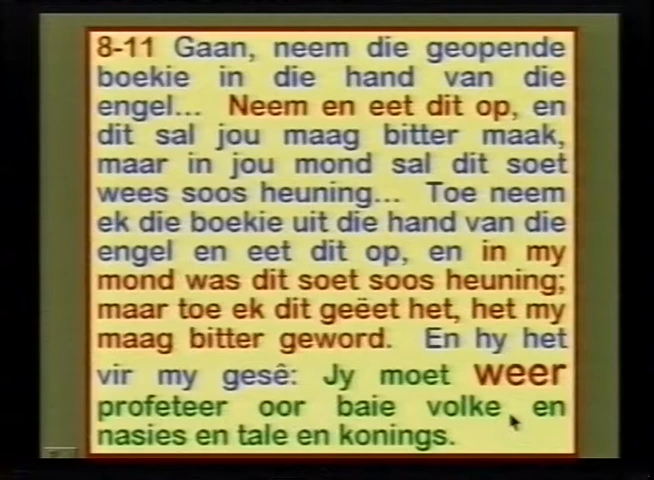 8-11 Gaan, neem die geopende
boekie in die hand van die
engel... Neem en eet dit op, en
dit sal jou maag bitter maak,
maar in jou mond sal dit soet
wees soos heuning... Toe neem
ek die boekie uit die hand van die
engel en eet dit op, en in my
mond was dit soet soos heuning;
maar toe ek dit geëet het, het my
maag bitter geword. En hy het
vir my gesê: Jy moet weer
profeteer oor baie volke en
nasies en tale en konings.